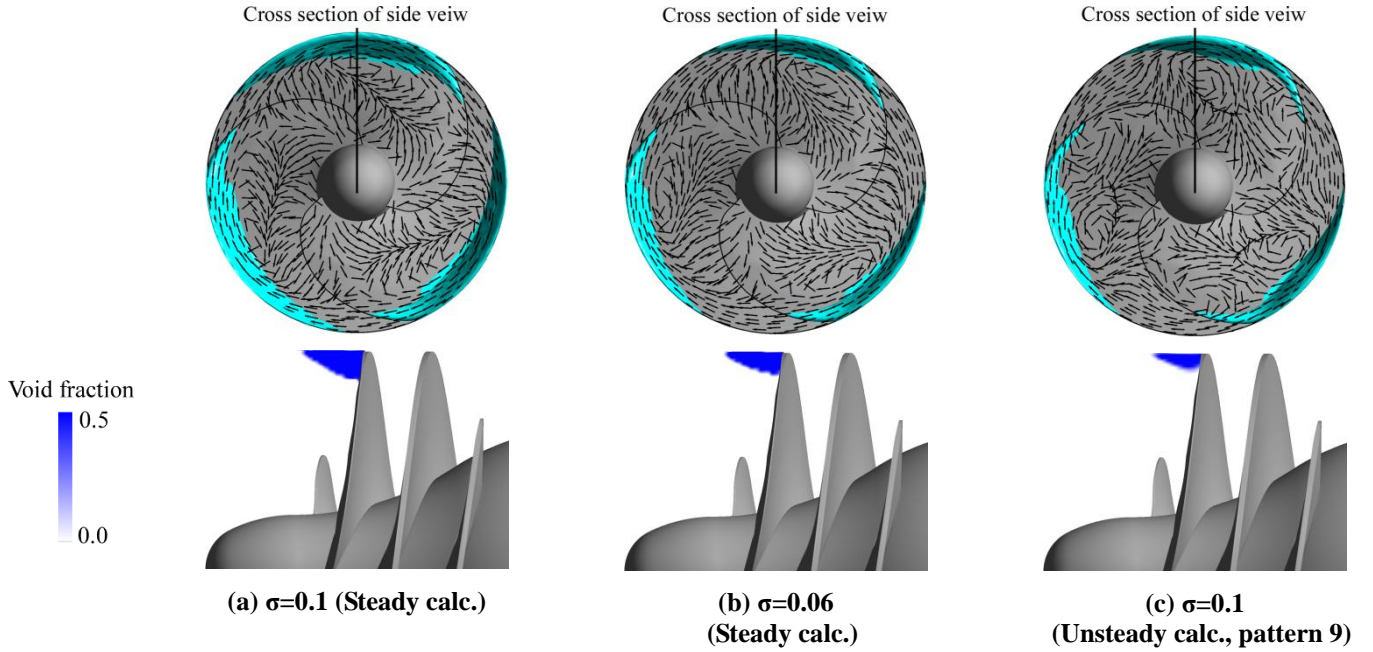 Cross section of side veiw
Cross section of side veiw
Cross section of side veiw
Void fraction
0.5
0.0
(a) σ=0.1 (Steady calc.)
(b) σ=0.06
(Steady calc.)
(c) σ=0.1
(Unsteady calc., pattern 9)